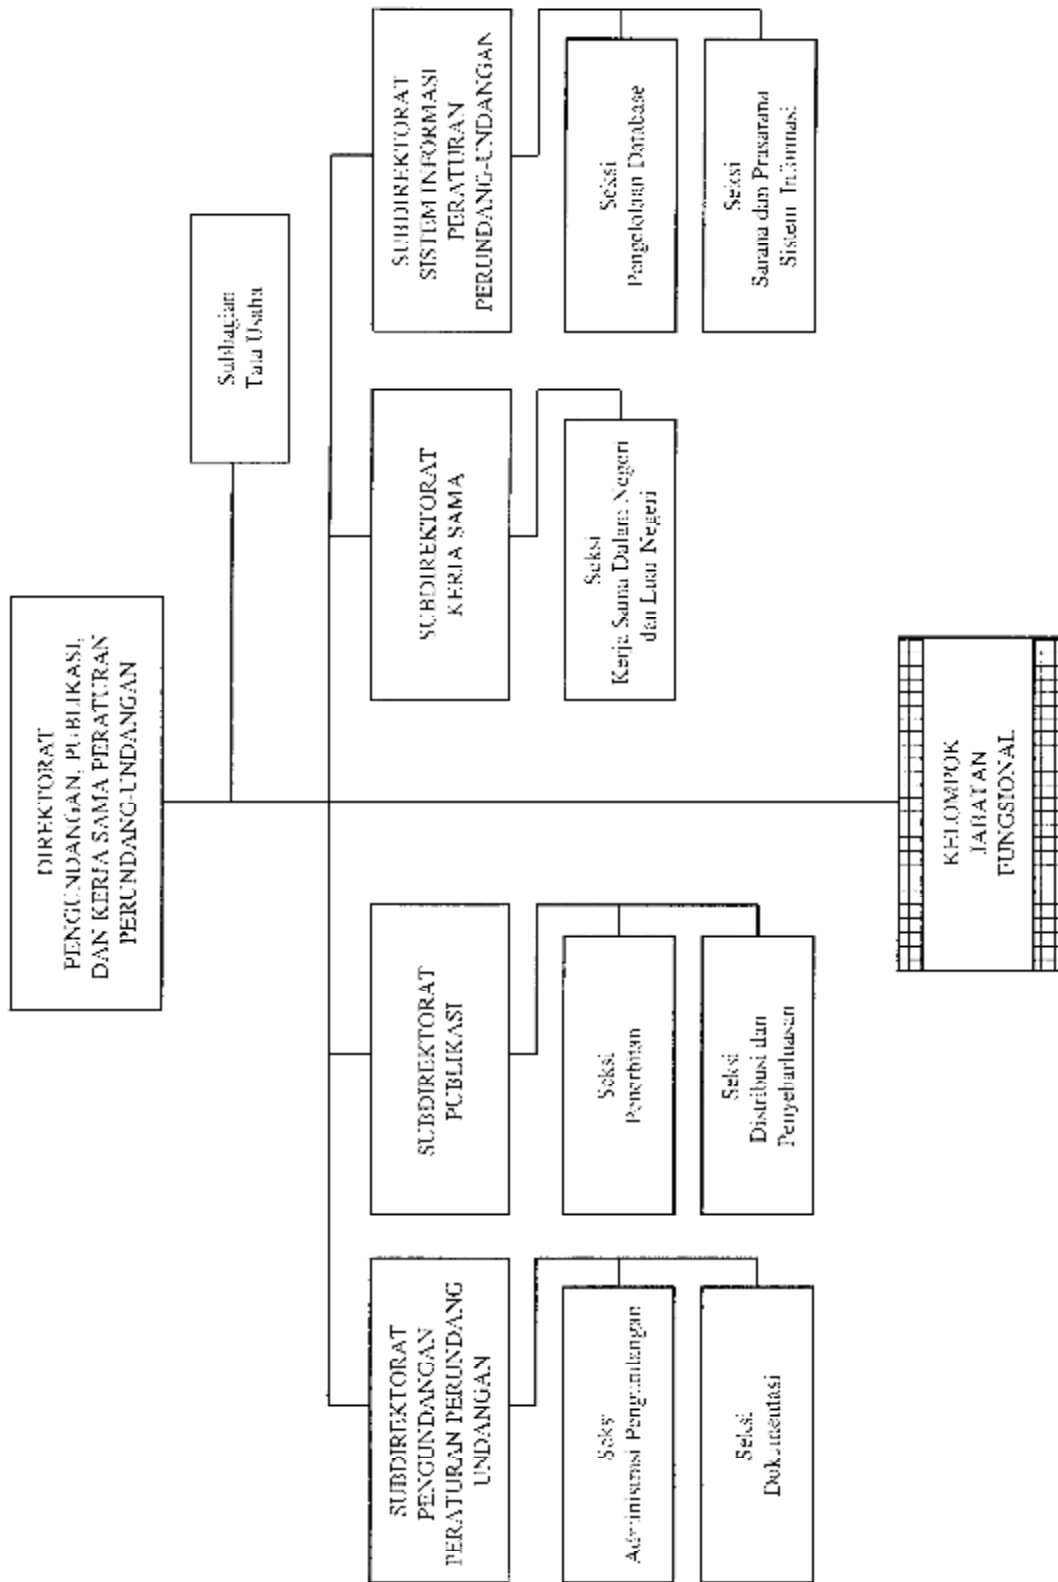 DIREKTORAT
PENGUNDANGAN, PUBLIKASI,
DAN KERJA SAMA PERATURAN
PERUNDANG-UNDANGAN
Subbagian
Tata Usaha
SUBDIREKTORAT
PENGUNDANGAN
PERATURAN PERUNDANG
UNDANGAN
SUBDIREKTORAT
PUBLIKASI
SUBDIREKTORAT
KERJA SAMA
SUBDIREKTORAT
SISTEM INFORMASI
PERATURAN
PERUNDANG-UNDANGAN
Seksi
Administrasi Pengundangan
Seksi
Penerbitan
Seksi
Kerja Sama Dalam Negeri
dan Luar Negeri
Seksi
Pengelolaan Database
Seksi
Dokumentasi
Seksi
Distribusi dan
Penyebarluasan
Seksi
Sarana dan Prasarana
Sistem Informasi
KELOMPOK
JABATAN
FUNGSIONAL